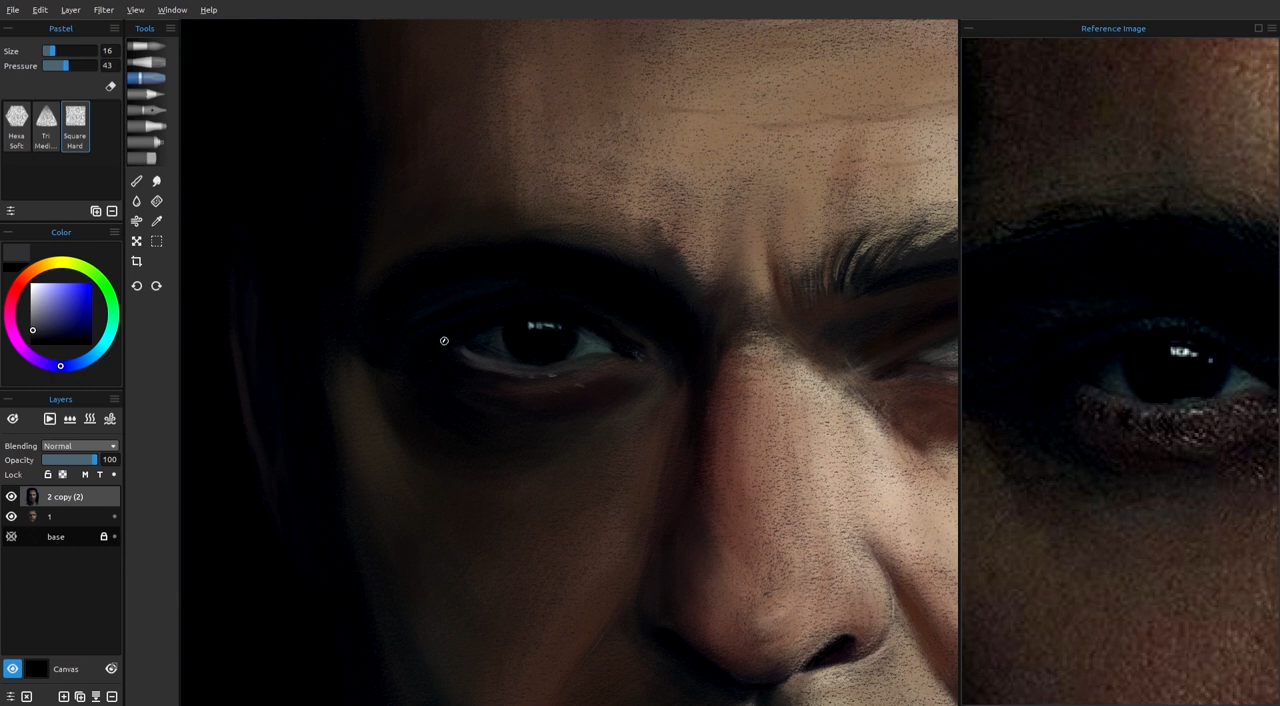 File Edit Layer Filter View Window Help
Pastel
Tools
Reference Image
Size 16
Pressure 43
Hexa Soft
Tri Medi...
Square Hard
Color
Layers
Blending Normal
Opacity 100
Lock M T
2 copy (2)
1
base
Canvas